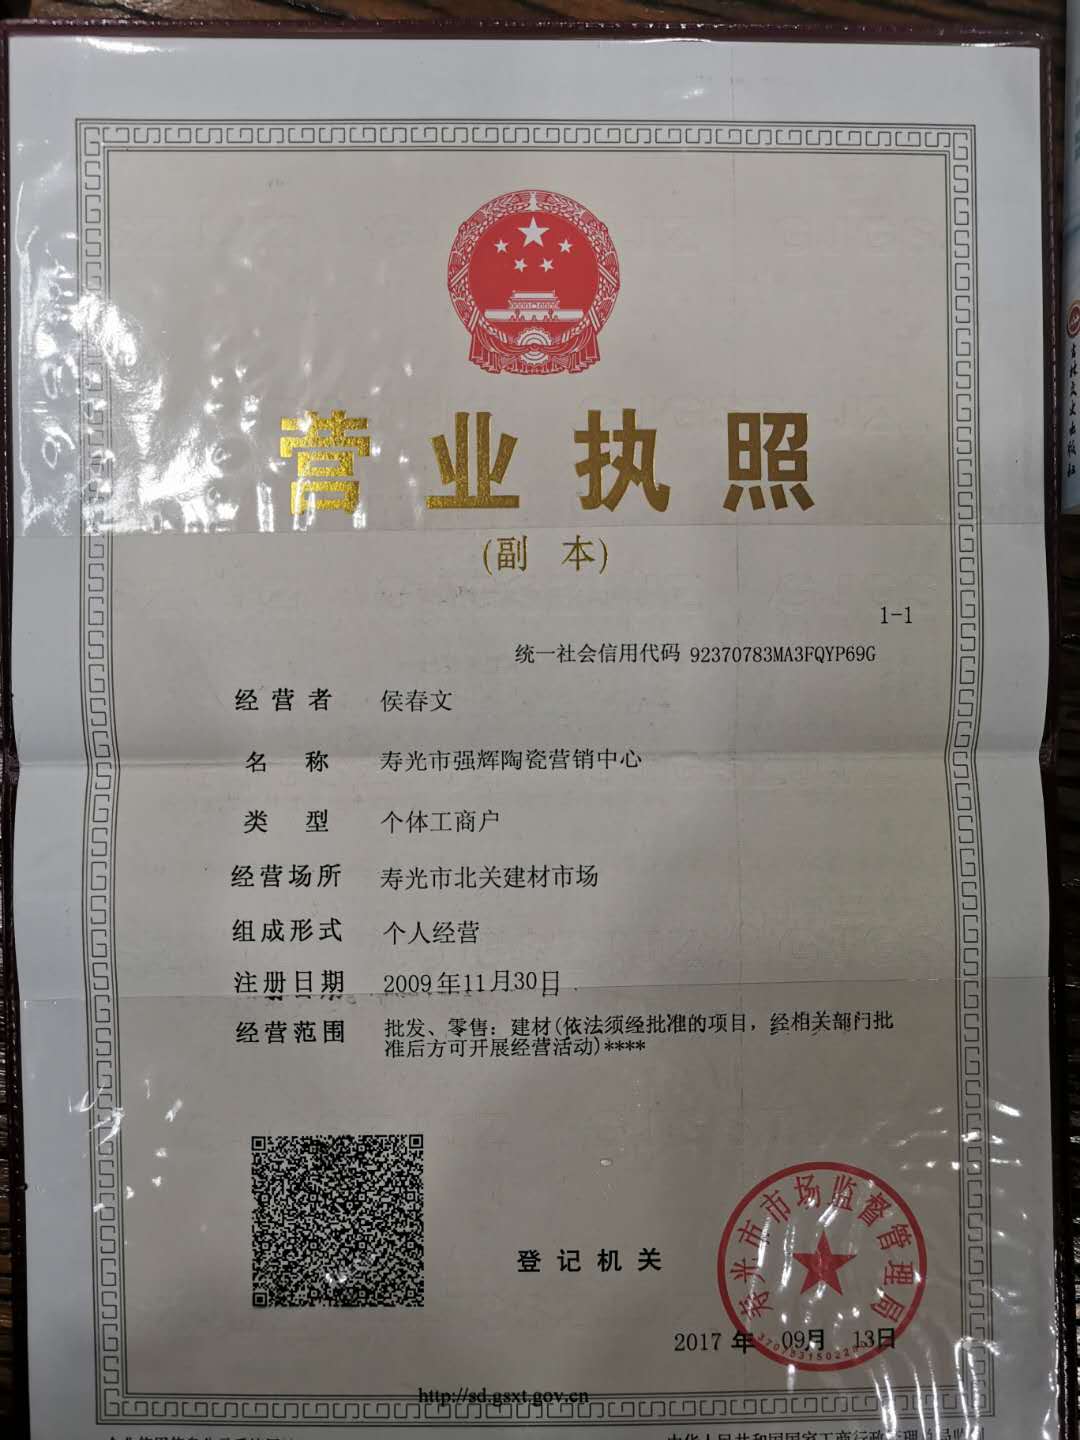 营业执照
(副 本)
1-1
统一社会信用代码 92370783MA3FQYP69G
经营者 侯春文
名 称 寿光市强辉陶瓷营销中心
类 型 个体工商户
经营场所 寿光市北关建材市场
组成形式 个人经营
注册日期 2009年11月30日
经营范围 批发、零售：建材(依法须经批准的项目，经相关部门批
准后方可开展经营活动)****
寿光市市场监督管理局
登记机关
2017 年 09月 13日
http://sd.gsxt.gov.cn
吉林文史出版社